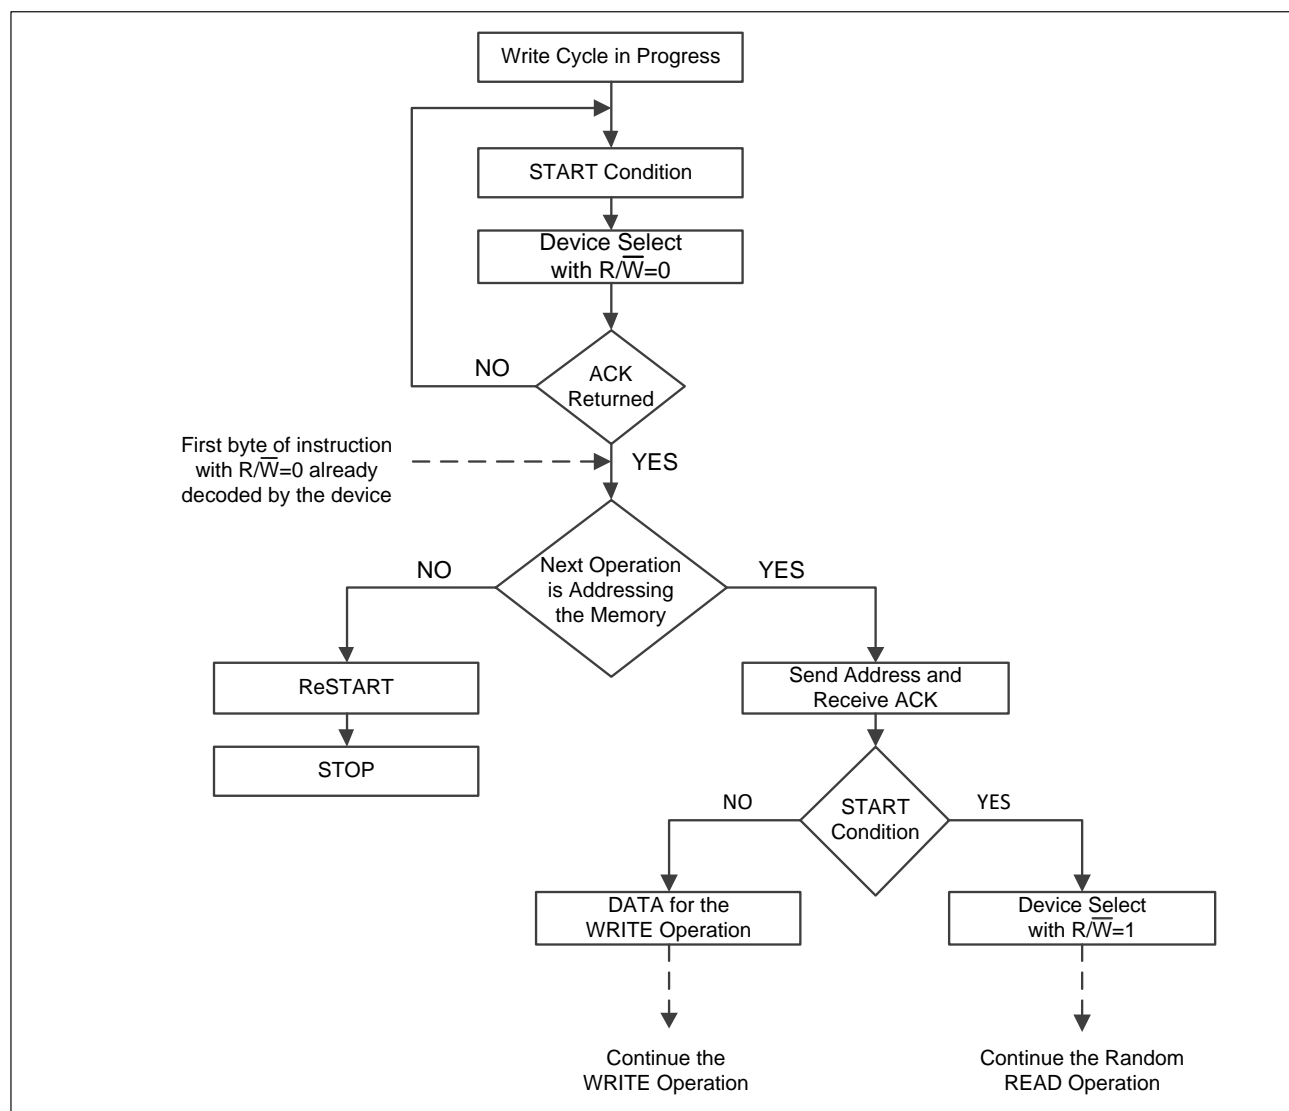 Write Cycle in Progress
START Condition
Device Select
with R/W̅=0
ACK
Returned
NO
YES
First byte of instruction
with R/W̅=0 already
decoded by the device
Next Operation
is Addressing
the Memory
NO
YES
ReSTART
STOP
Send Address and
Receive ACK
START
Condition
NO
YES
DATA for the
WRITE Operation
Device Select
with R/W̅=1
Continue the
WRITE Operation
Continue the Random
READ Operation